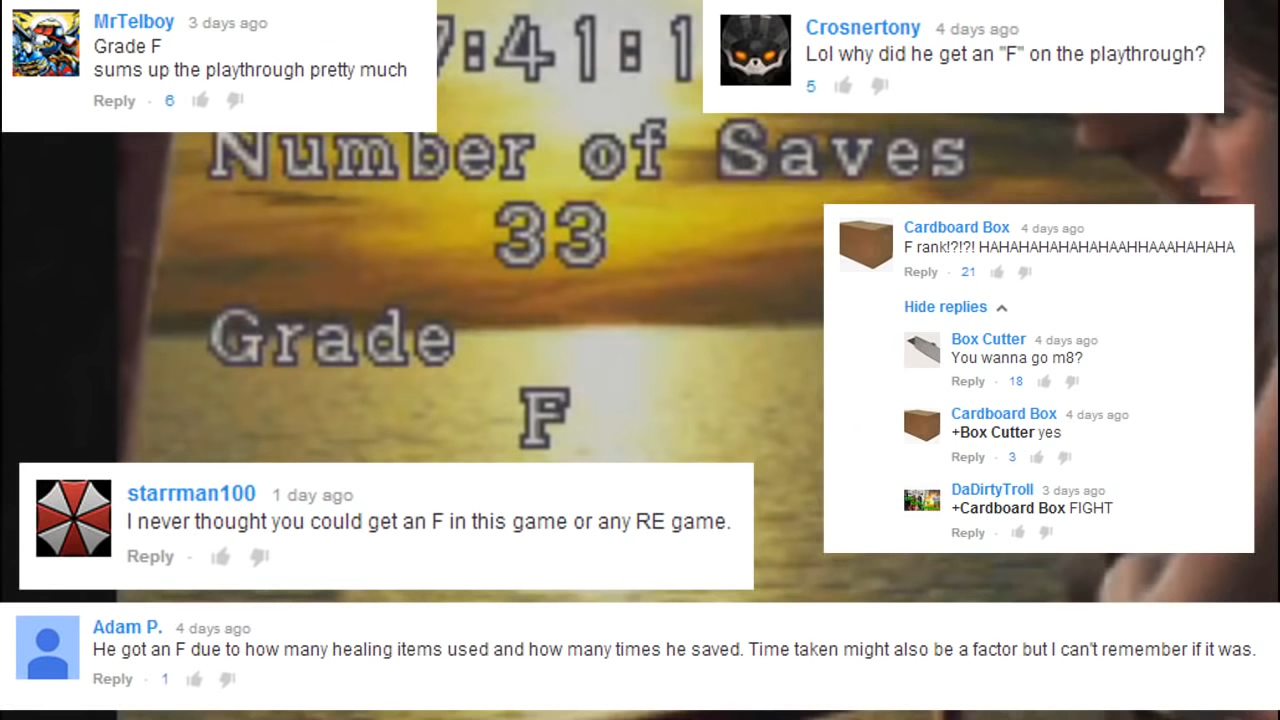 MrTelboy 3 days ago
Grade F
sums up the playthrough pretty much
Reply · 6
Crosnertony 4 days ago
Lol why did he get an "F" on the playthrough?
5
:41:1
Number of Saves
33
Grade
F
Cardboard Box 4 days ago
F rank!?!?! HAHAHAHAHAHAHAAHHAAAHAHAHA
Reply · 21
Hide replies
Box Cutter 4 days ago
You wanna go m8?
Reply · 18
Cardboard Box 4 days ago
+Box Cutter yes
Reply · 3
DaDirtyTroll 3 days ago
+Cardboard Box FIGHT
Reply ·
starrman100 1 day ago
I never thought you could get an F in this game or any RE game.
Reply ·
Adam P. 4 days ago
He got an F due to how many healing items used and how many times he saved. Time taken might also be a factor but I can't remember if it was.
Reply · 1